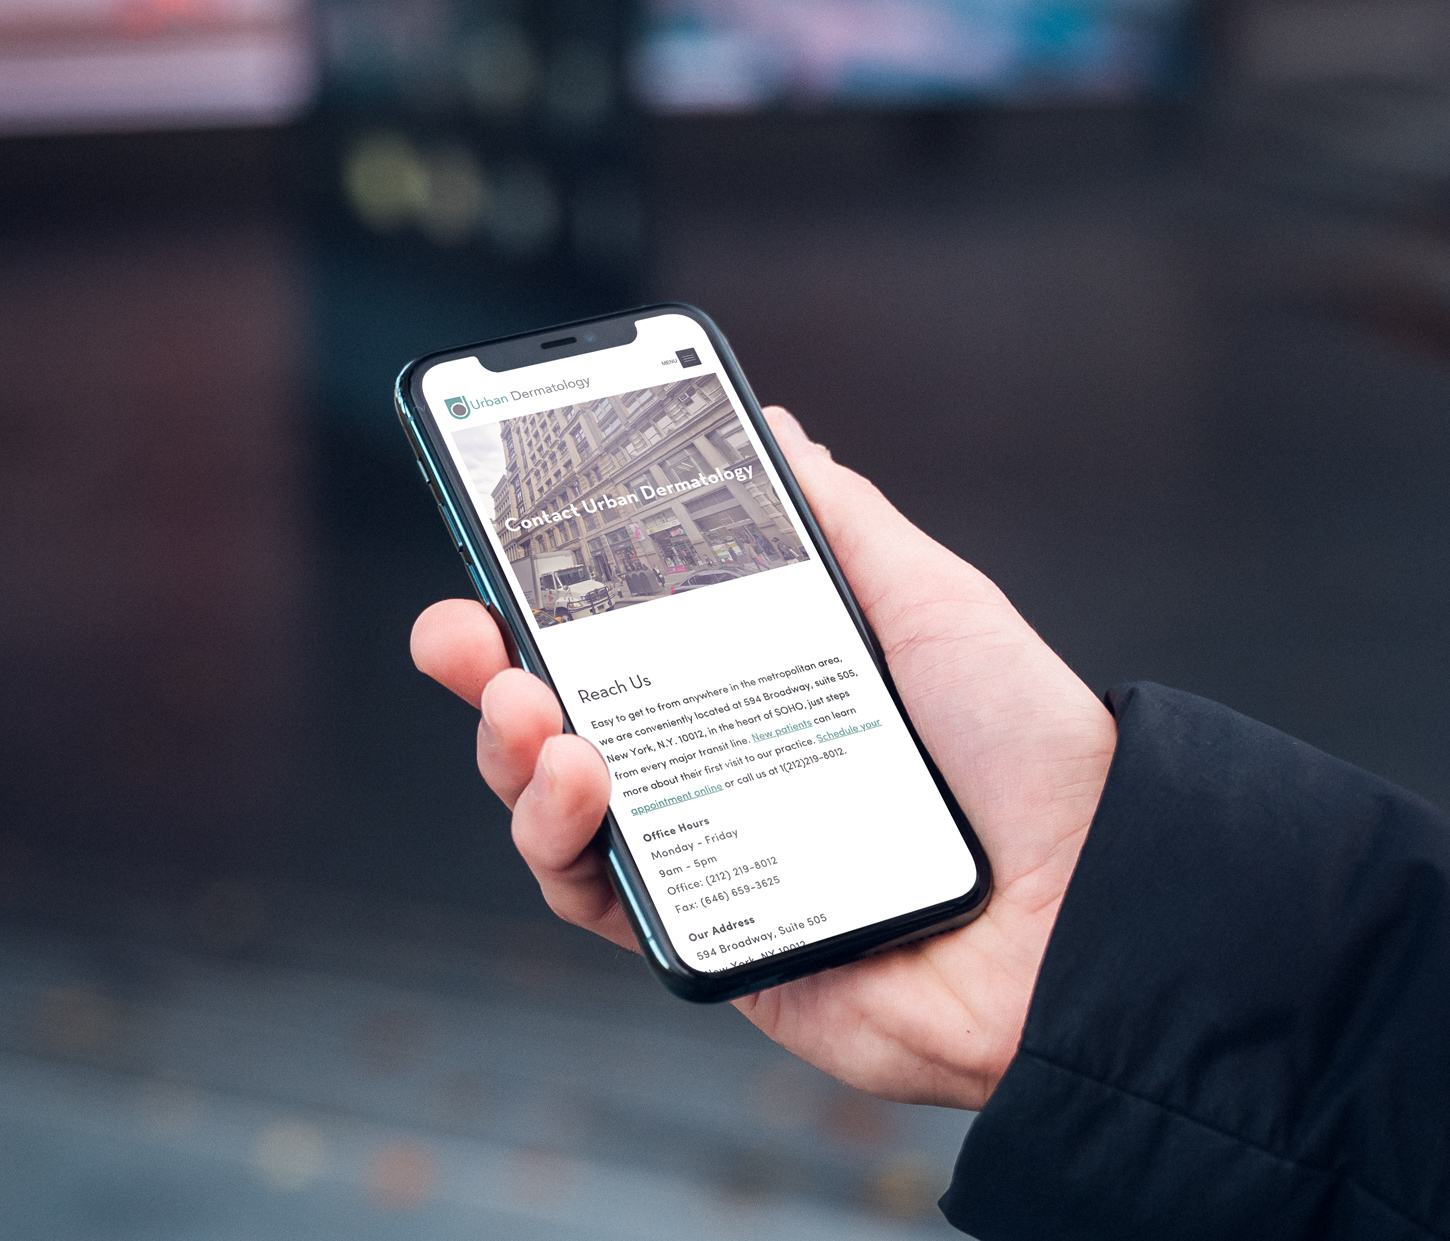 MENU
Urban Dermatology
Contact Urban Dermatology
Reach Us
Easy to get to from anywhere in the metropolitan area,
we are conveniently located at 594 Broadway, suite 505,
New York, N.Y. 10012, in the heart of SOHO, just steps
from every major transit line. New patients can learn
more about their first visit to our practice. Schedule your
appointment online or call us at 1(212)219-8012.
Office Hours
Monday - Friday
9am - 5pm
Office: (212) 219-8012
Fax: (646) 659-3625
Our Address
594 Broadway, Suite 505
New York, NY 10012